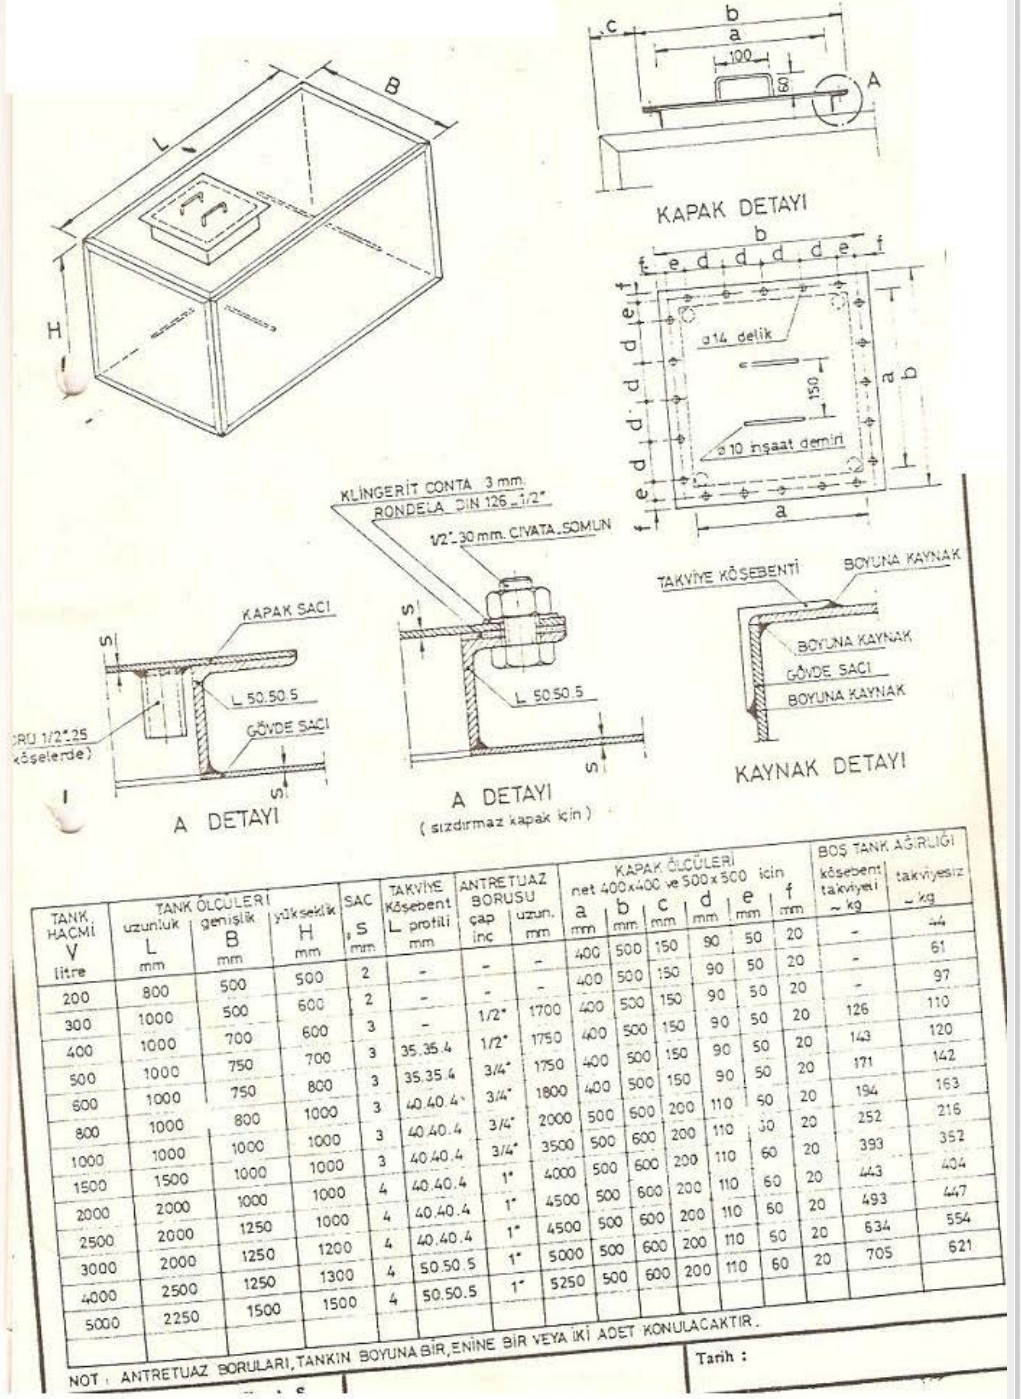 L
B
H
c
b
a
100
60
A
KAPAK DETAYI
b
f e d d d d e f
f
e
d
d
d
d
e
f
ø14 delik
150
a
b
ø10 inşaat demiri
a
KLİNGERİT CONTA 3 mm.
RONDELA DIN 126-1/2"
1/2"-30 mm. CIVATA, SOMUN
S
KAPAK SACI
L 50.50.5
GÖVDE SACI
ORU 1/2"-25
köşelerde)
S
A DETAYI
S
L 50.50.5
S
A DETAYI
( sızdırmaz kapak için )
TAKVİYE KÖŞEBENTİ
BOYUNA KAYNAK
BOYUNA KAYNAK
GÖVDE SACI
BOYUNA KAYNAK
KAYNAK DETAYI
TANK HACMİ V litre
TANK ÖLÇÜLERİ
uzunluk L mm
genişlik B mm
yükseklik H mm
SAC S mm
TAKVİYE Köşebent L profili mm
ANTRETUAZ BORUSU
çap inç
uzun. mm
KAPAK ÖLÇÜLERİ
net 400x400 ve 500x500 için
a mm b mm c mm d mm e mm f mm
BOŞ TANK AĞIRLIĞI
köşebent takviyeli ~ kg
takviyesiz ~ kg
200 800 500 500 2 - - - 400 500 150 90 50 20 - 44
300 1000 500 600 2 - - - 400 500 150 90 50 20 - 61
400 1000 700 600 3 - 1/2" 1700 400 500 150 90 50 20 - 97
500 1000 750 700 3 35.35.4 1/2" 1750 400 500 150 90 50 20 126 110
600 1000 750 800 3 35.35.4 3/4" 1750 400 500 150 90 50 20 143 120
800 1000 800 1000 3 40.40.4 3/4" 1800 400 500 150 90 50 20 171 142
1000 1000 1000 1000 3 40.40.4 3/4" 2000 500 600 200 110 60 20 194 163
1500 1500 1000 1000 3 40.40.4 3/4" 3500 500 600 200 110 60 20 252 216
2000 2000 1000 1000 4 40.40.4 1" 4000 500 600 200 110 60 20 393 352
2500 2000 1250 1000 4 40.40.4 1" 4500 500 600 200 110 60 20 443 404
3000 2000 1250 1200 4 40.40.4 1" 4500 500 600 200 110 60 20 493 447
4000 2500 1250 1300 4 50.50.5 1" 5000 500 600 200 110 60 20 634 554
5000 2250 1500 1500 4 50.50.5 1" 5250 500 600 200 110 60 20 705 621
NOT : ANTRETUAZ BORULARI, TANKIN BOYUNA BİR, ENİNE BİR VEYA İKİ ADET KONULACAKTIR.
Tarih :